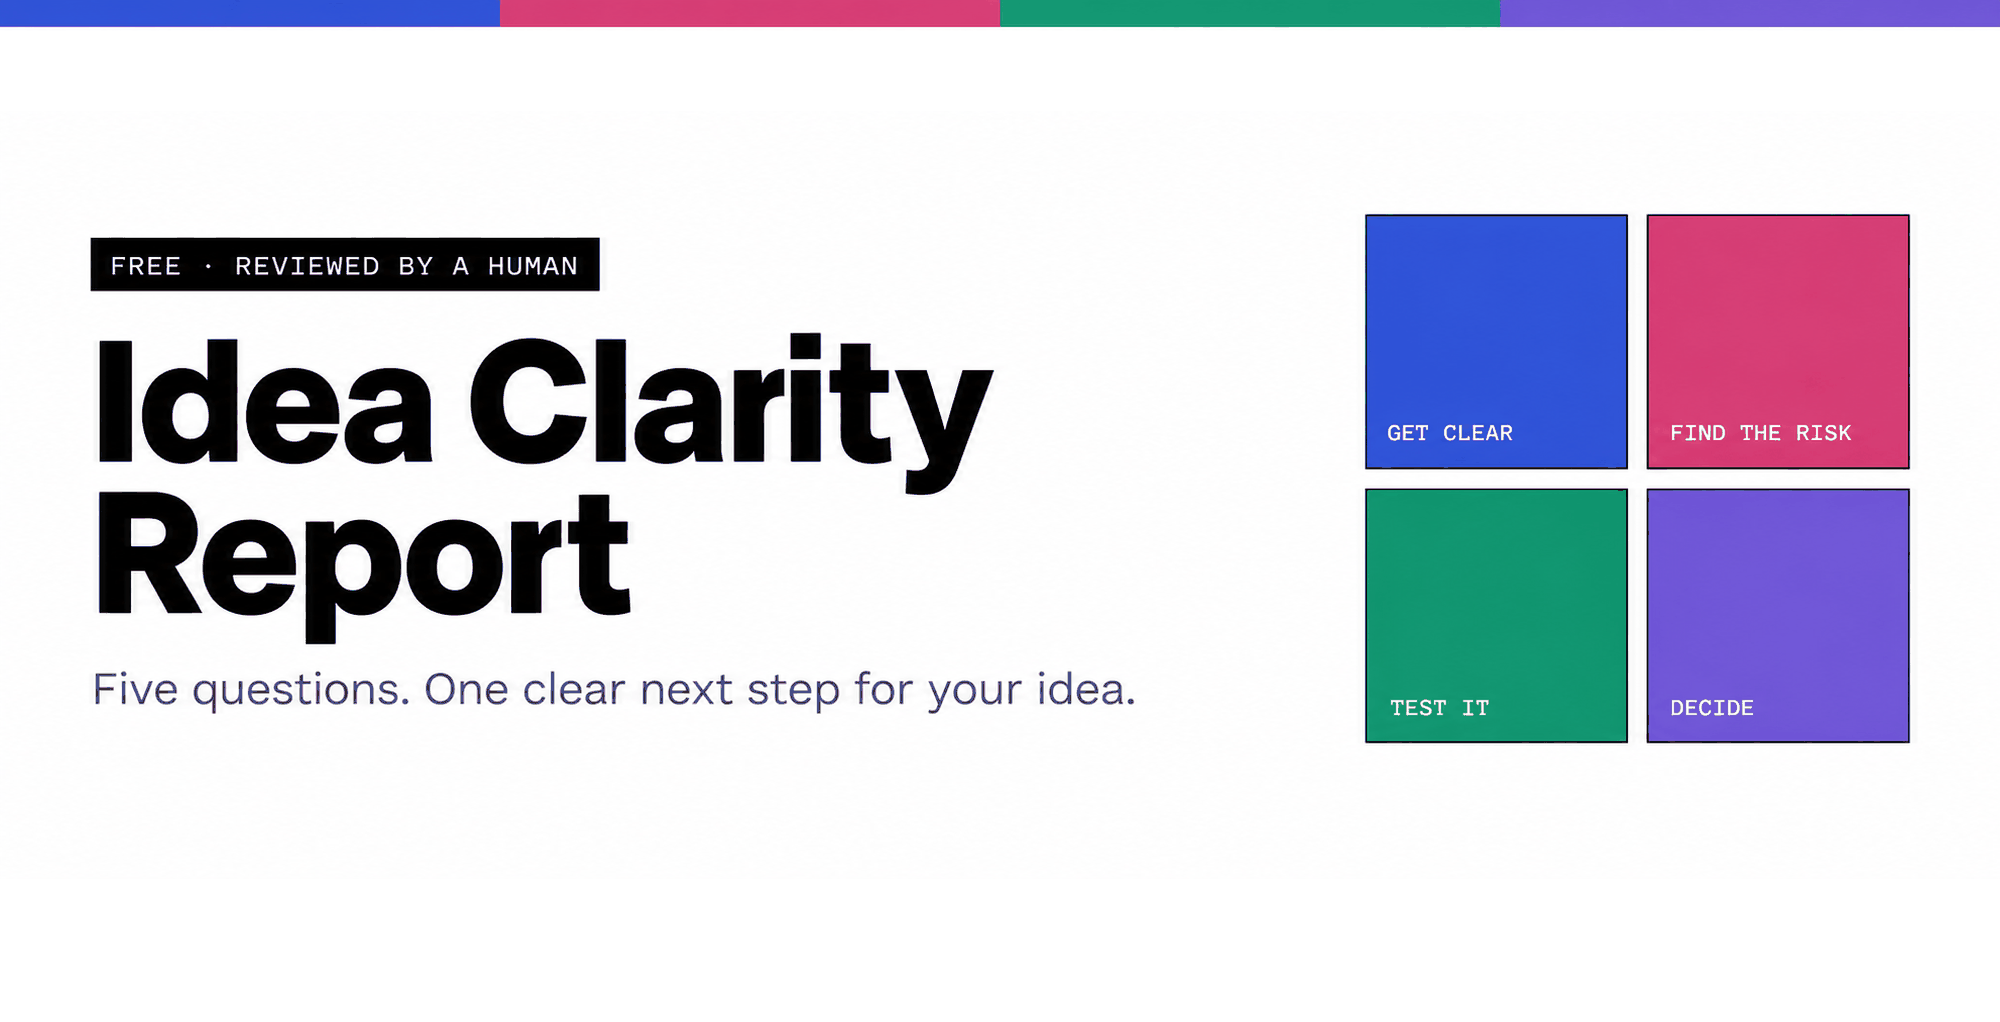 FREE · REVIEWED BY A HUMAN
Idea Clarity
Report
Five questions. One clear next step for your idea.
GET CLEAR
FIND THE RISK
TEST IT
DECIDE